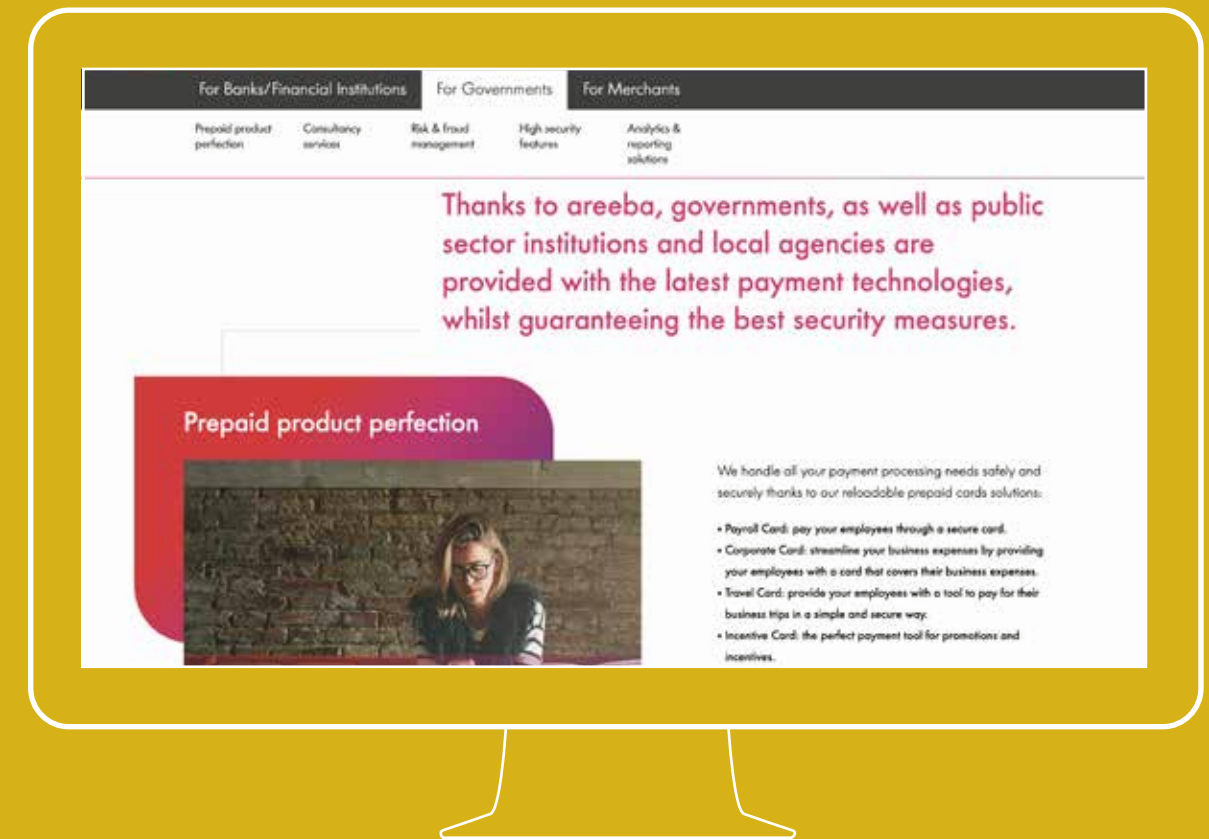 For Banks/Financial Institutions
For Governments
For Merchants
Prepaid product
perfection
Consultancy
services
Risk & fraud
management
High security
features
Analytics &
reporting
solutions
Thanks to areeba, governments, as well as public
sector institutions and local agencies are
provided with the latest payment technologies,
whilst guaranteeing the best security measures.
Prepaid product perfection
We handle all your payment processing needs safely and
securely thanks to our reloadable prepaid cards solutions:
• Payroll Card: pay your employees through a secure card.
• Corporate Card: streamline your business expenses by providing
your employees with a card that covers their business expenses.
• Travel Card: provide your employees with a tool to pay for their
business trips in a simple and secure way.
• Incentive Card: the perfect payment tool for promotions and
incentives.